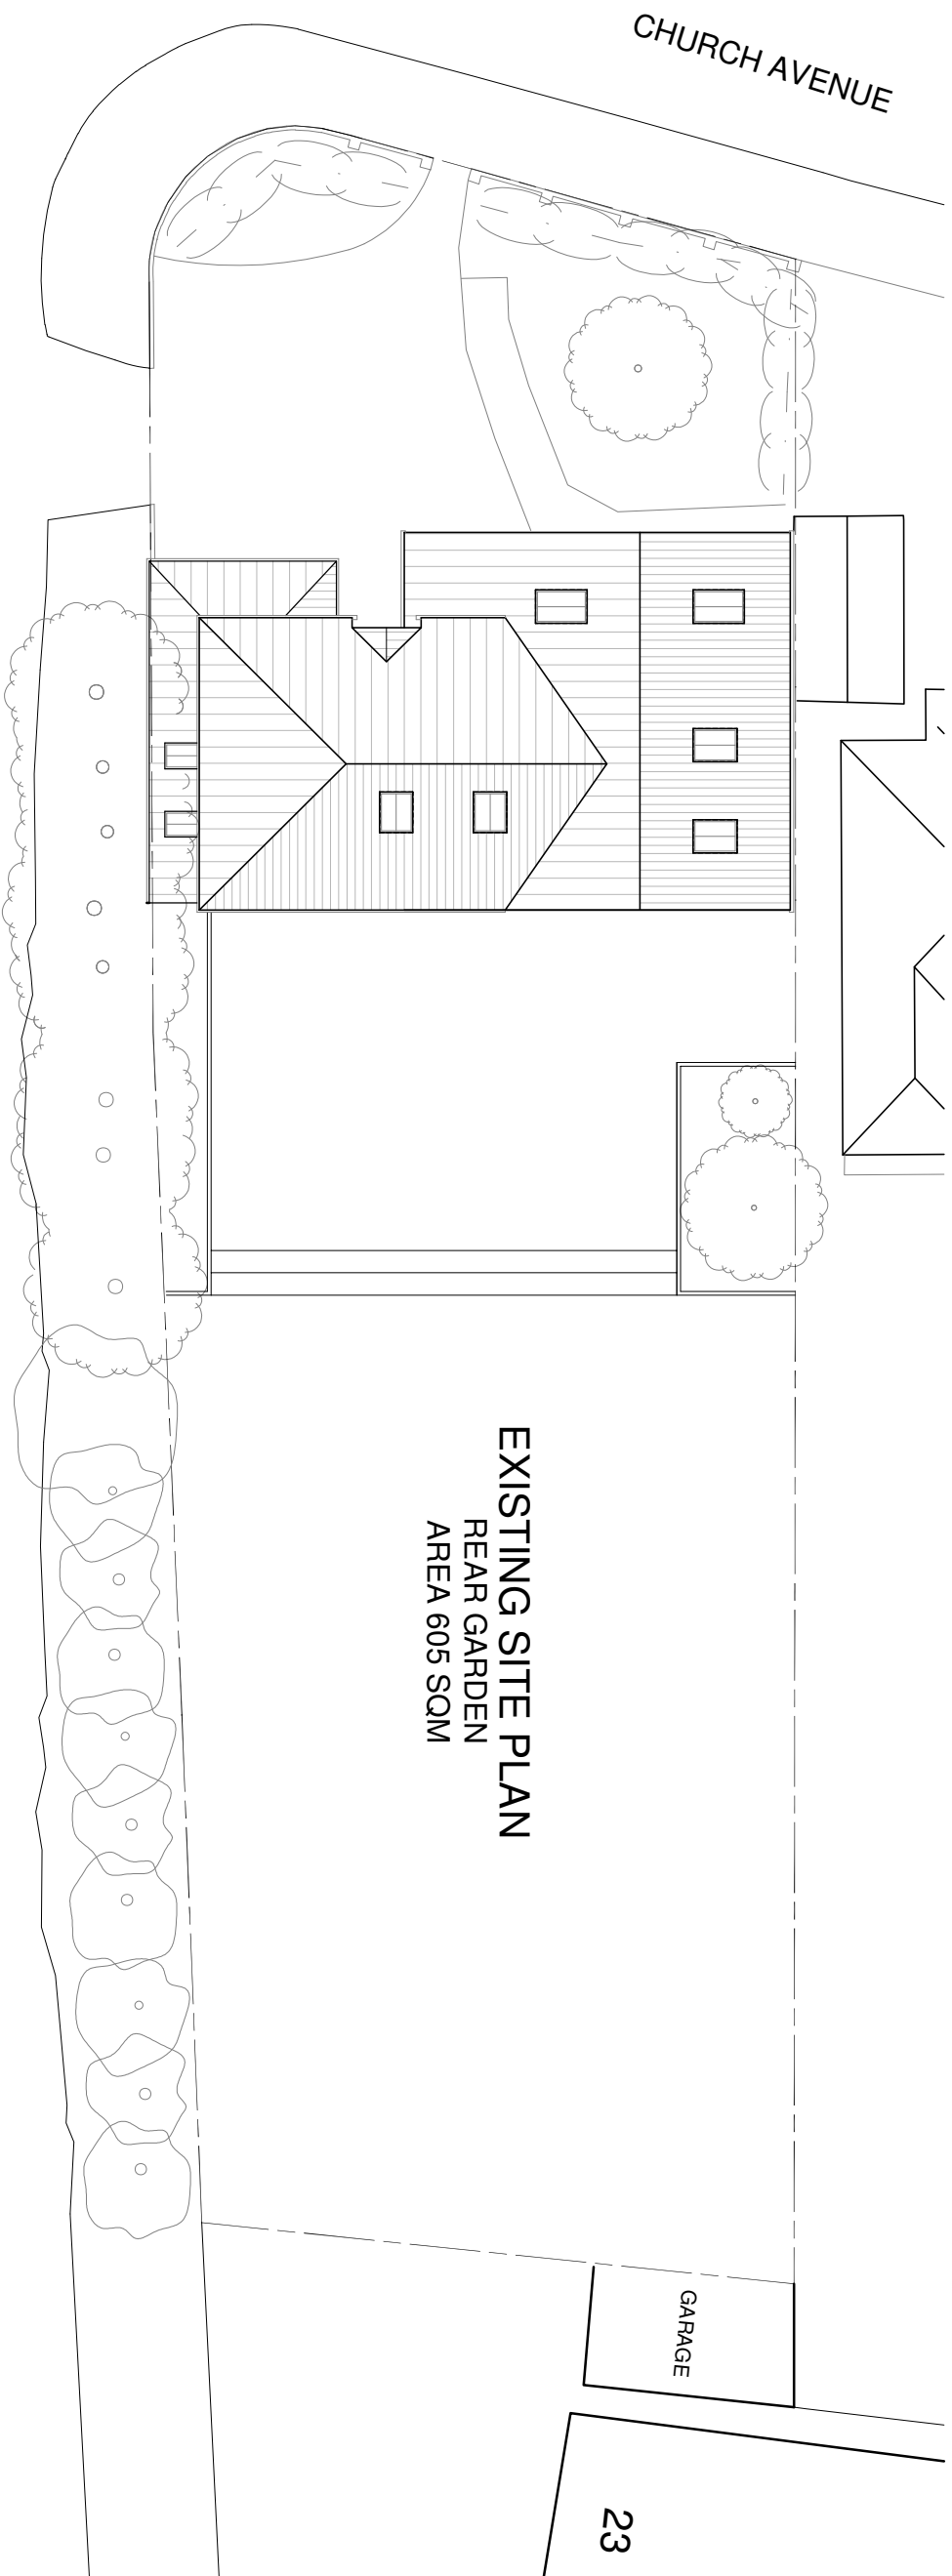 CHURCH AVENUE
EXISTING SITE PLAN
REAR GARDEN
AREA 605 SQM
GARAGE
23